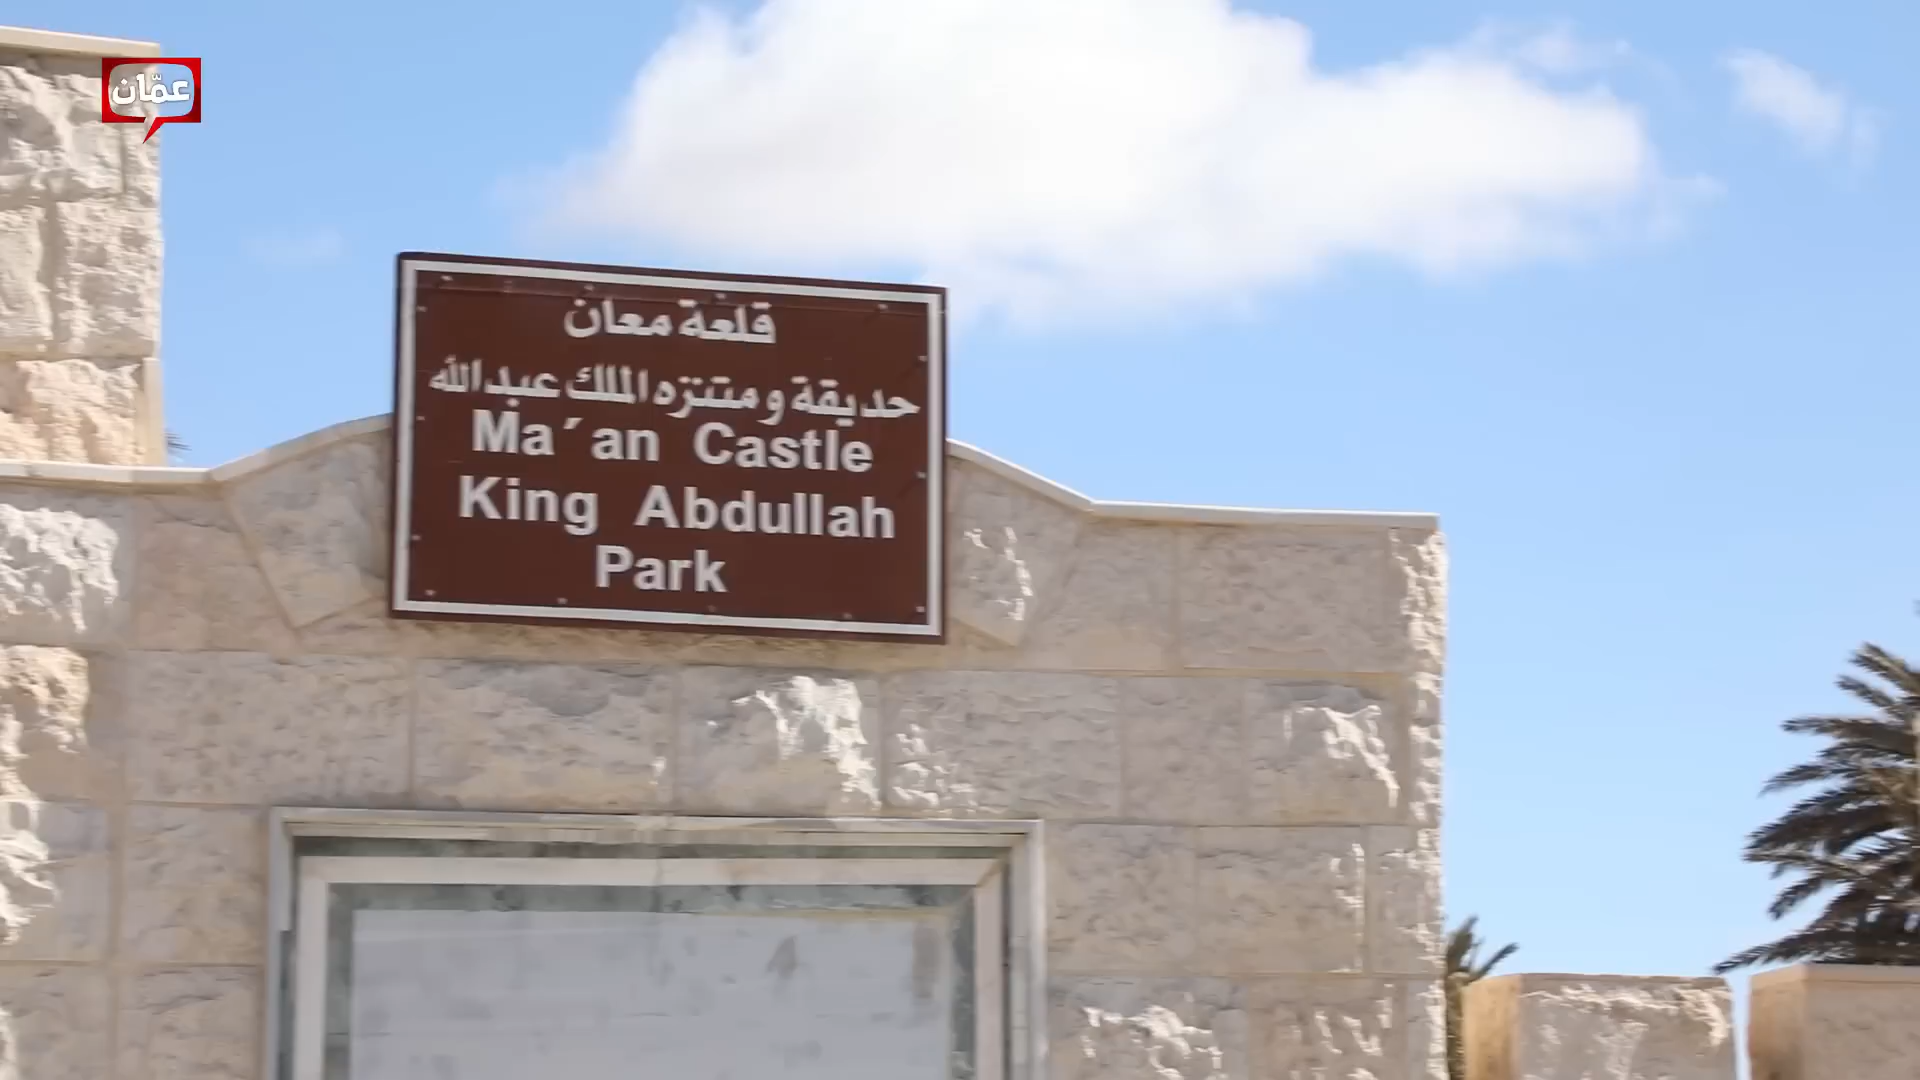 عمّان
قلعة معان
حديقة ومتنزه الملك عبدالله
Ma´an Castle
King Abdullah
Park